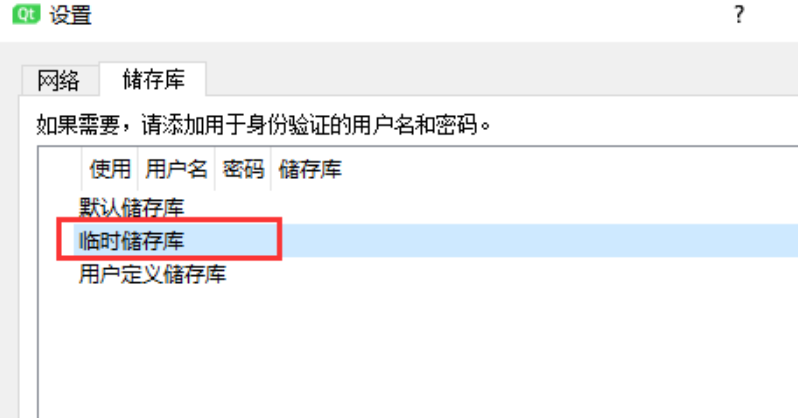 Qt 设置 ?
网络 储存库
如果需要，请添加用于身份验证的用户名和密码。
使用 用户名 密码 储存库
默认储存库
临时储存库
用户定义储存库